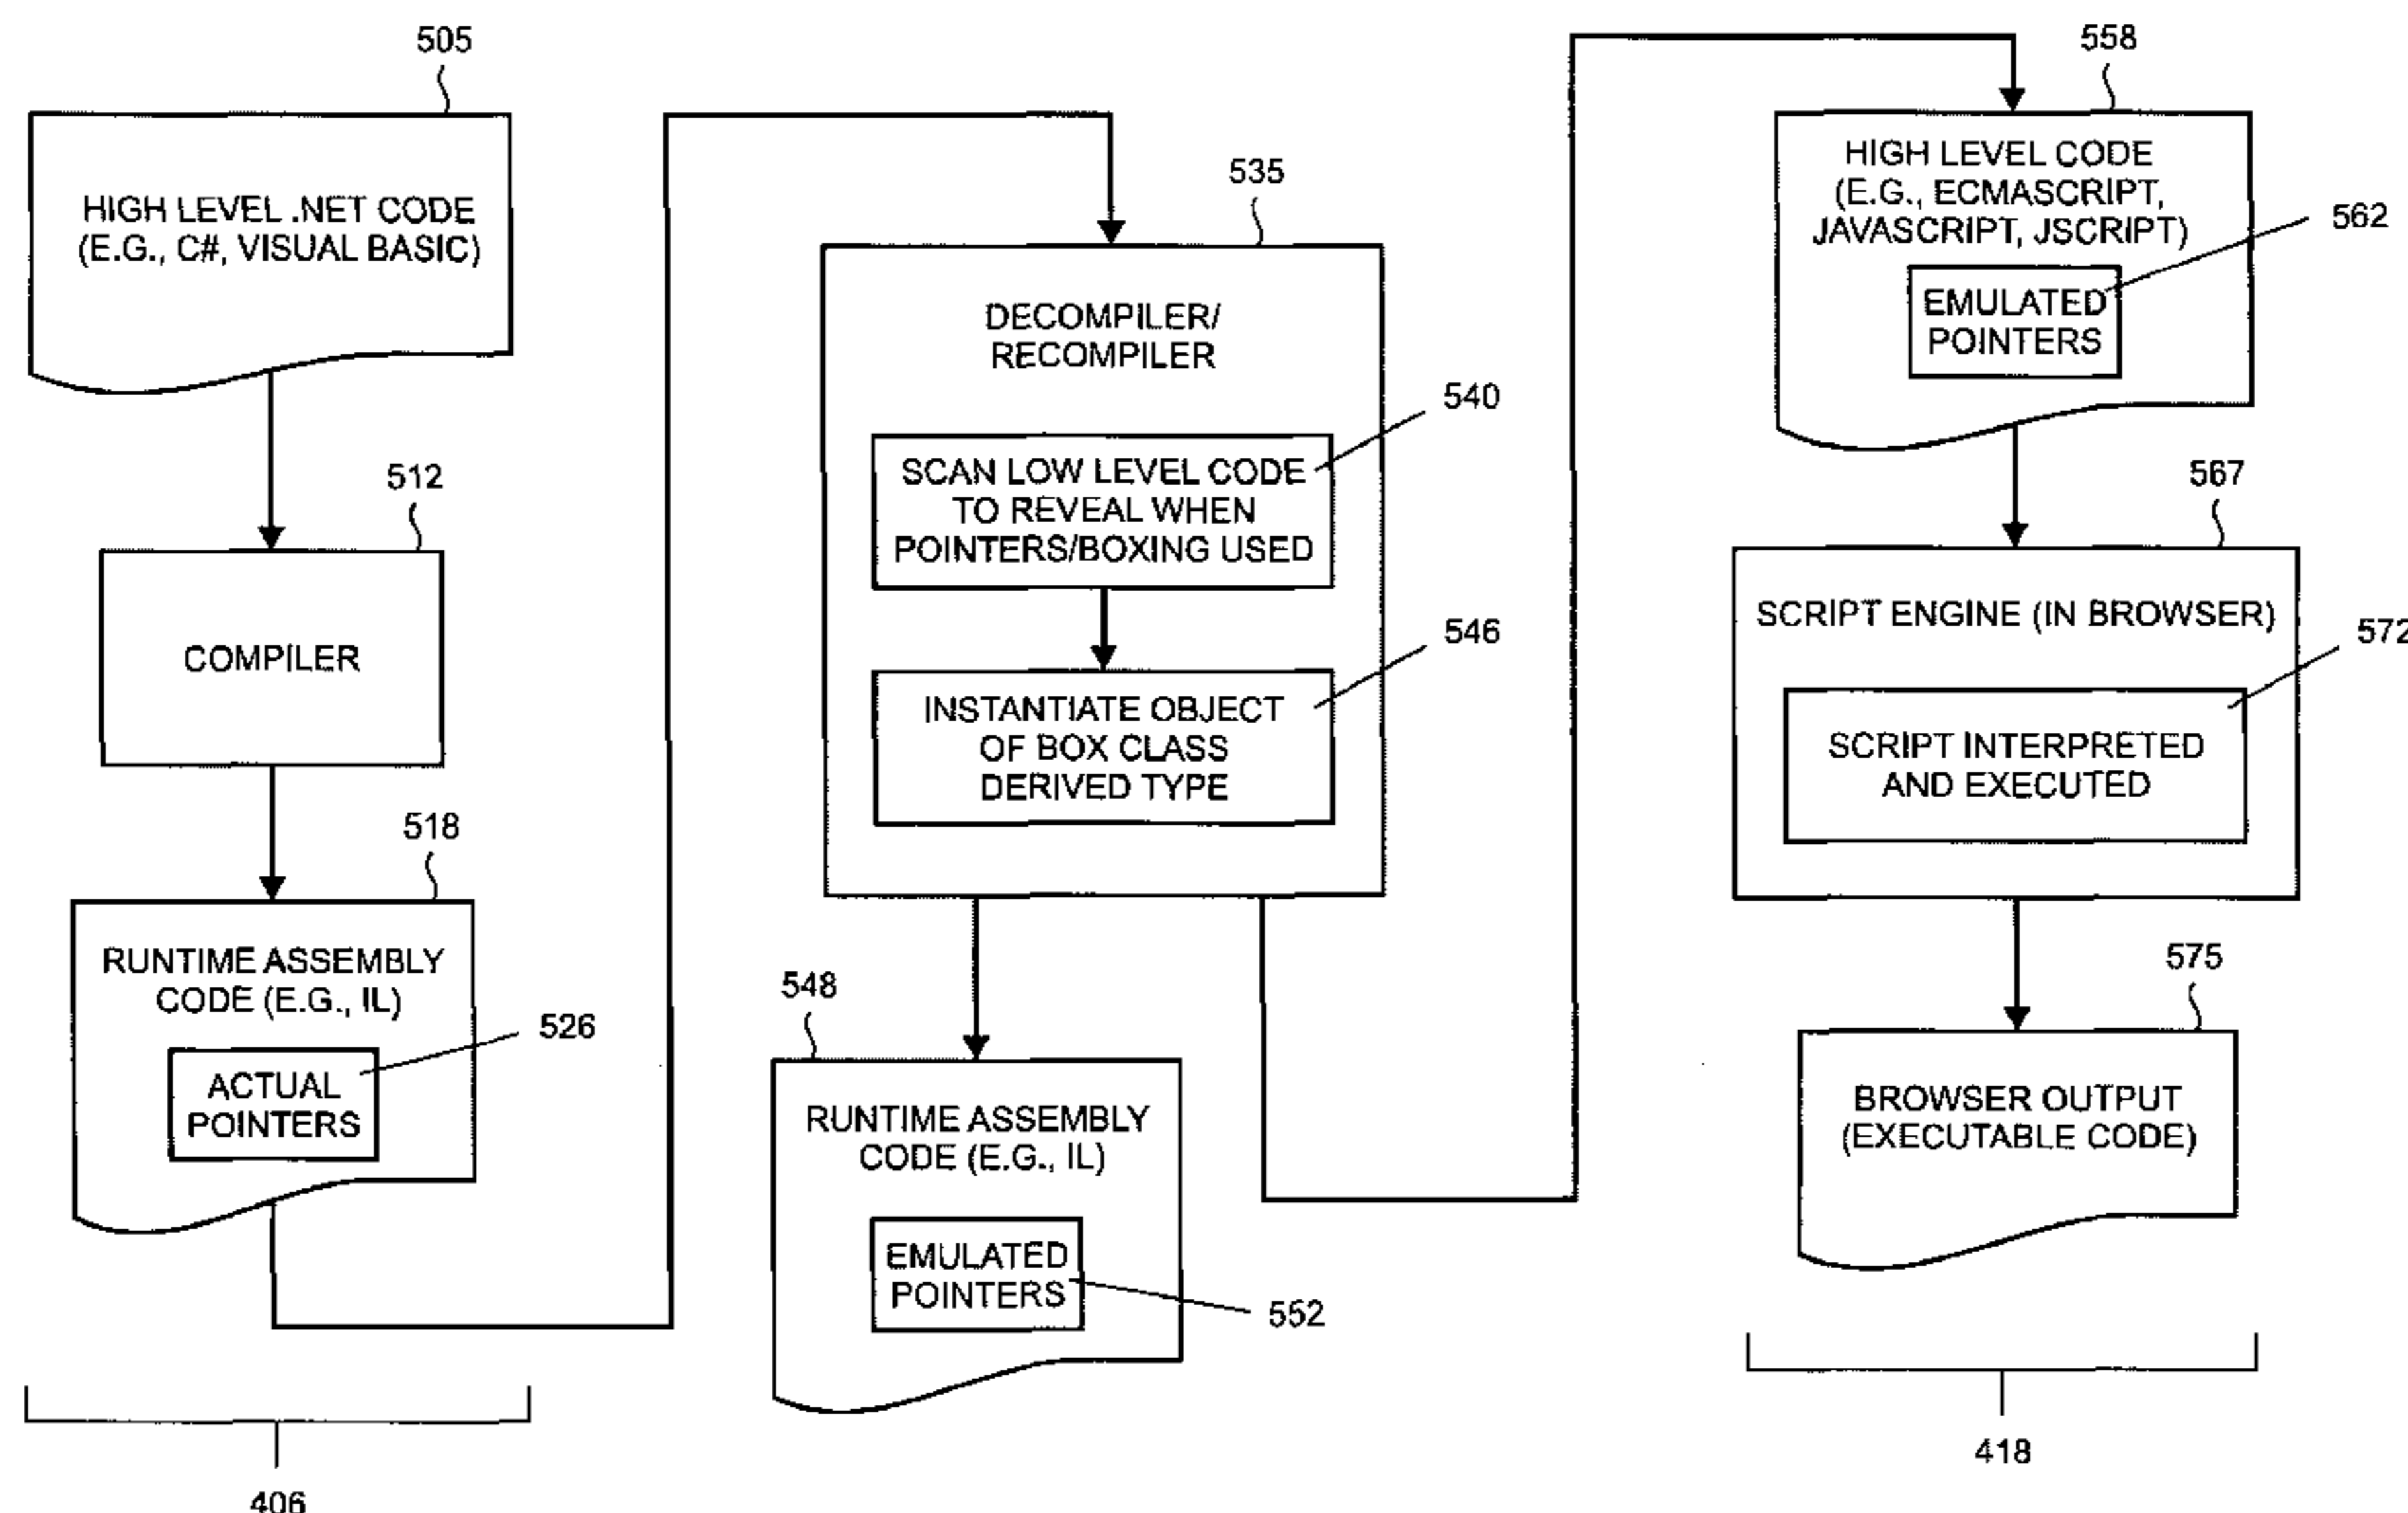 505
HIGH LEVEL .NET CODE
(E.G., C#, VISUAL BASIC)
512
COMPILER
518
RUNTIME ASSEMBLY
CODE (E.G., IL)
526
ACTUAL
POINTERS
406
535
DECOMPILER/
RECOMPILER
540
SCAN LOW LEVEL CODE
TO REVEAL WHEN
POINTERS/BOXING USED
546
INSTANTIATE OBJECT
OF BOX CLASS
DERIVED TYPE
548
RUNTIME ASSEMBLY
CODE (E.G., IL)
EMULATED
POINTERS
552
558
HIGH LEVEL CODE
(E.G., ECMASCRIPT,
JAVASCRIPT, JSCRIPT)
562
EMULATED
POINTERS
567
SCRIPT ENGINE (IN BROWSER)
572
SCRIPT INTERPRETED
AND EXECUTED
575
BROWSER OUTPUT
(EXECUTABLE CODE)
418